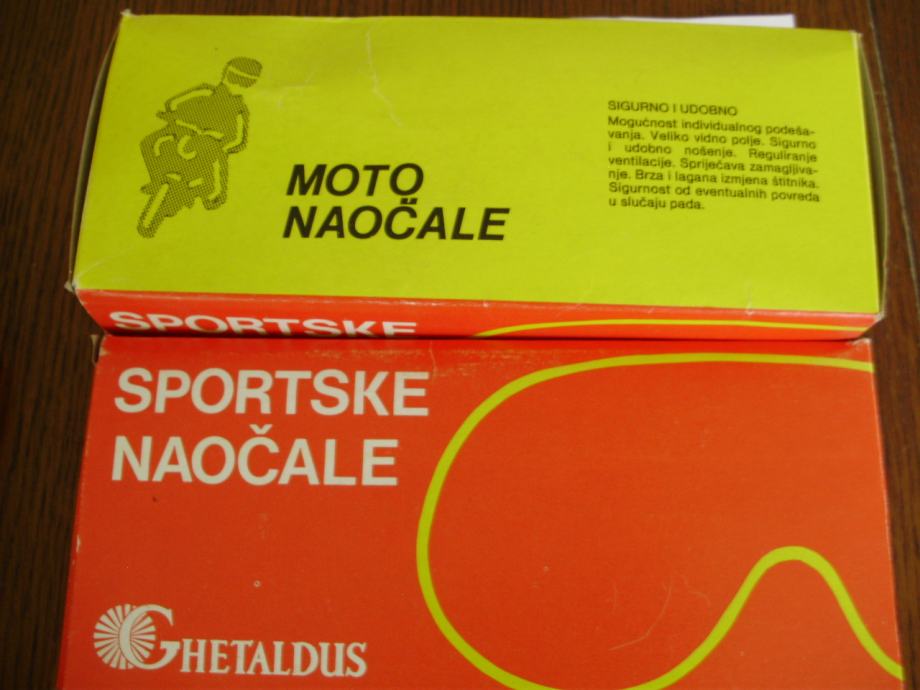 MOTO
NAOČALE
SIGURNO I UDOBNO
Mogućnost individualnog podeša-
vanja. Veliko vidno polje. Sigurno
i udobno nošenje. Reguliranje
ventilacije. Spriječava zamagljiva-
nje. Brza i lagana izmjena štitnika.
Sigurnost od eventualnih povreda
u slučaju pada.
SPORTSKE
SPORTSKE
NAOČALE
GHETALDUS